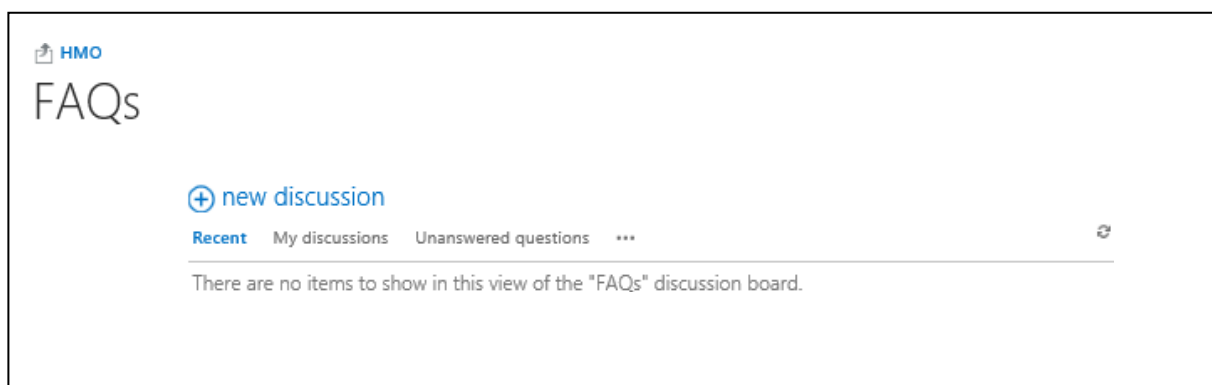 HMO
FAQs
new discussion
Recent My discussions Unanswered questions •••
There are no items to show in this view of the "FAQs" discussion board.